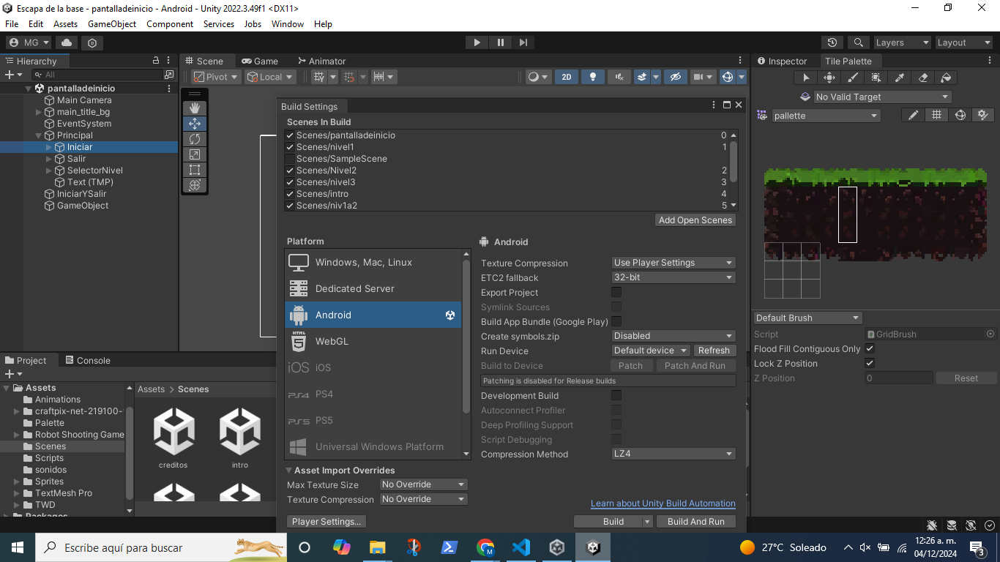 Escapa de la base - pantalladeinicio - Android - Unity 2022.3.49f1 <DX11>
File Edit Assets GameObject Component Services Jobs Window Help
MG Layers Layout
Hierarchy
All
pantalladeinicio
Main Camera
main_title_bg
EventSystem
Principal
Iniciar
Salir
SelectorNivel
Text (TMP)
IniciarYSalir
GameObject
Scene Game Animator
Pivot Local 2D
Build Settings
Scenes In Build
Scenes/pantalladeinicio 0
Scenes/nivel1 1
Scenes/SampleScene
Scenes/Nivel2 2
Scenes/nivel3 3
Scenes/intro 4
Scenes/niv1a2 5
Add Open Scenes
Platform
Windows, Mac, Linux
Dedicated Server
Android
HTML 5 WebGL
iOS iOS
PS4 PS4
PS5 PS5
Universal Windows Platform
Android
Texture Compression Use Player Settings
ETC2 fallback 32-bit
Export Project
Symlink Sources
Build App Bundle (Google Play)
Create symbols.zip Disabled
Run Device Default device Refresh
Build to Device Patch Patch And Run
Patching is disabled for Release builds
Development Build
Autoconnect Profiler
Deep Profiling Support
Script Debugging
Compression Method LZ4
Asset Import Overrides
Max Texture Size No Override
Texture Compression No Override
Learn about Unity Build Automation
Player Settings... Build Build And Run
Inspector Tile Palette
No Valid Target
pallette
Default Brush
Script GridBrush
Flood Fill Contiguous Only
Lock Z Position
Z Position 0 Reset
Project Console
Assets
Animations
craftpix-net-219100-
Palette
Robot Shooting Game
Scenes
Scripts
sonidos
Sprites
TextMesh Pro
TWD
Packages
Assets > Scenes
creditos intro
Escribe aquí para buscar
27°C Soleado
12:26 a. m.
04/12/2024
3